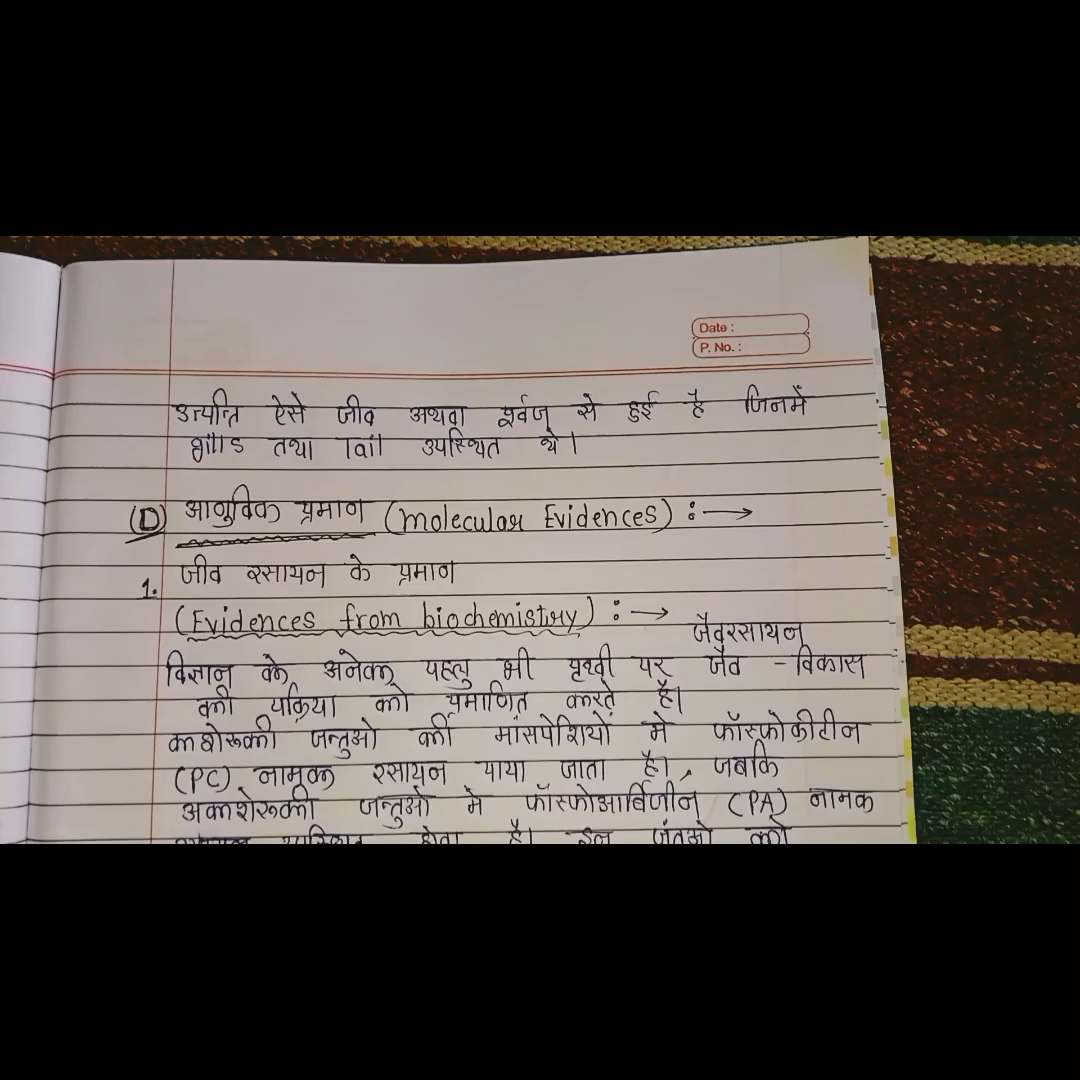 Date :
P. No. :
उत्पत्ति ऐसे जीव अथवा पूर्वज से हुई है जिनमें
gills तथा Tail उपस्थित थे।
(D) आणुविक प्रमाण (Molecular Evidences) :→
1. जीव रसायन के प्रमाण
(Evidences from biochemistry) :→ जैवरसायन
विज्ञान के अनेक पहलु भी पृथ्वी पर जैव - विकास
की प्रक्रिया को प्रमाणित करते हैं।
कशेरूकी जन्तुओ की मांसपेशियों मे फॉस्फोक्रीटीन
(PC) नामक रसायन पाया जाता है।, जबकि
अकशेरूकी जन्तुओ मे फॉस्फोआर्जिनीन (PA) नामक
होता है। इन जंतुओ को